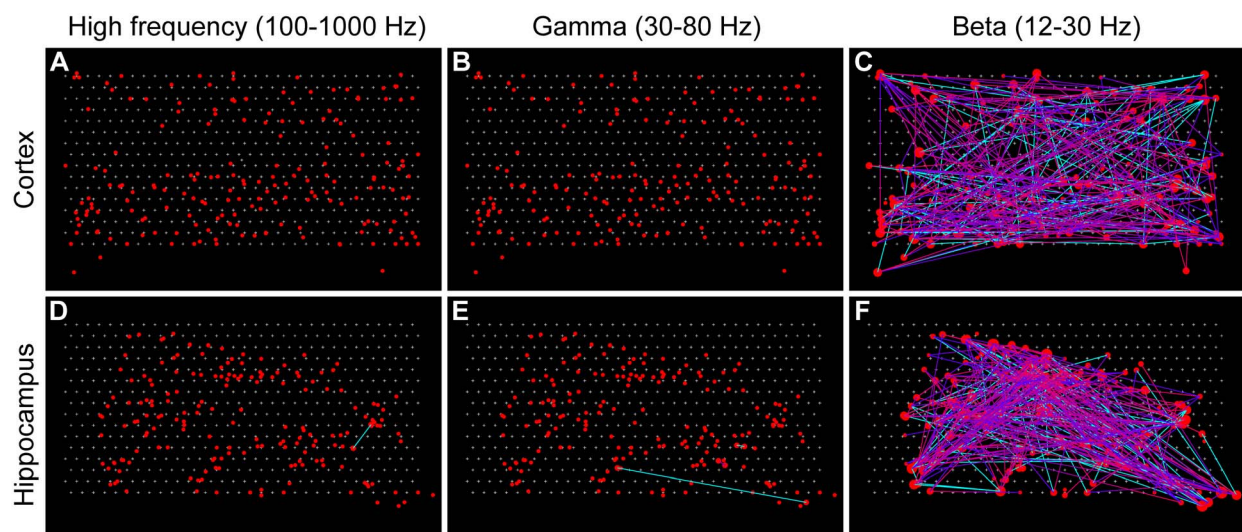 High frequency (100-1000 Hz)
Gamma (30-80 Hz)
Beta (12-30 Hz)
Cortex
A
B
C
Hippocampus
D
E
F